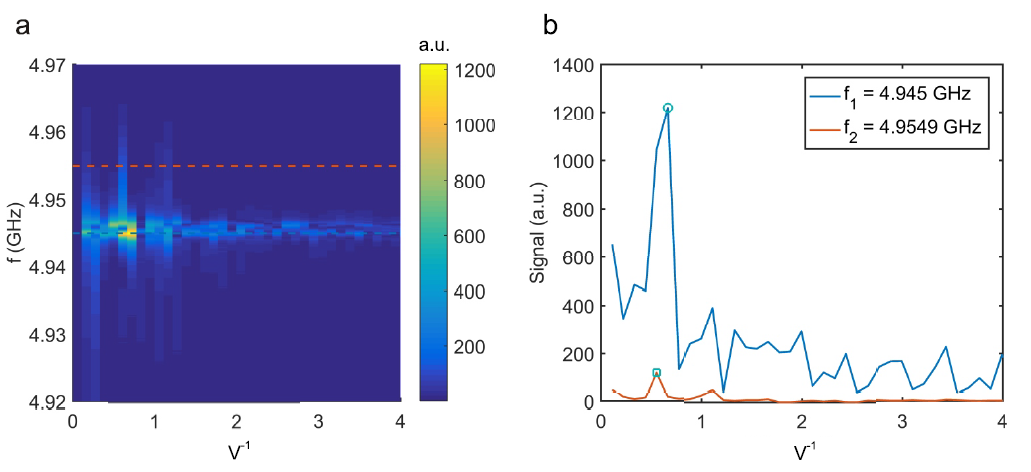 a
a.u.
4.97
4.96
4.95
4.94
4.93
4.92
f (GHz)
0 1 2 3 4
V⁻¹
1200
1000
800
600
400
200
b
1400
1200
1000
800
600
400
200
0
Signal (a.u.)
f₁ = 4.945 GHz
f₂ = 4.9549 GHz
0 1 2 3 4
V⁻¹